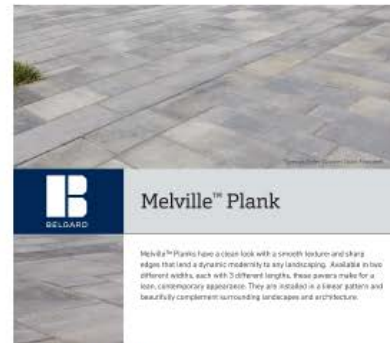 BELGARD
Melville™ Plank
Melville™ Planks have a clean look with a smooth texture and sharp
edges that lend a dynamic modernity to any landscaping. Available in two
different widths, each with 3 different lengths, these pavers make for a
lean, contemporary appearance. They are installed in a linear pattern and
beautifully complement surrounding landscapes and architecture.